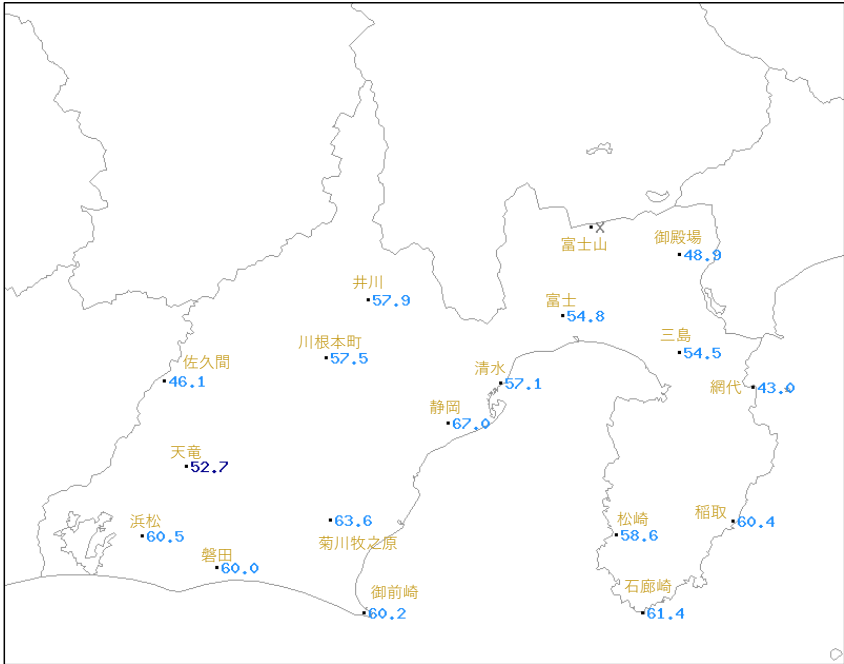 X
富士山
御殿場
48.9
井川
57.9
富士
54.8
川根本町
57.5
三島
54.5
佐久間
46.1
清水
57.1
網代
43.0
静岡
67.0
天竜
52.7
浜松
60.5
63.6
菊川牧之原
松崎
58.6
稲取
60.4
磐田
60.0
御前崎
60.2
石廊崎
61.4